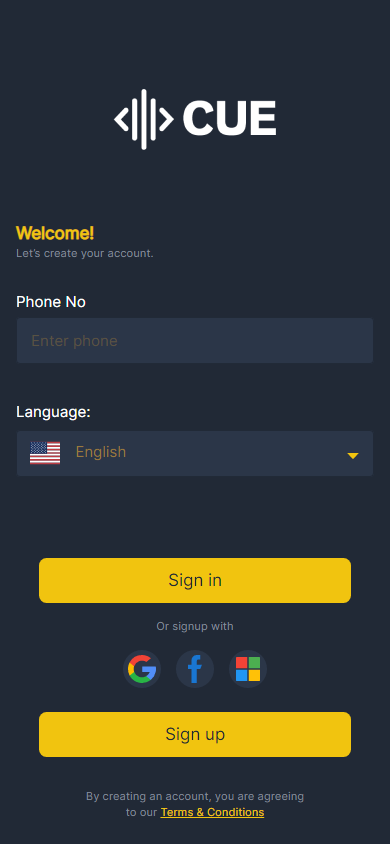 CUE
Welcome!
Let's create your account.
Phone No
Enter phone
Language:
English
Sign in
Or signup with
Sign up
By creating an account, you are agreeing
to our Terms & Conditions